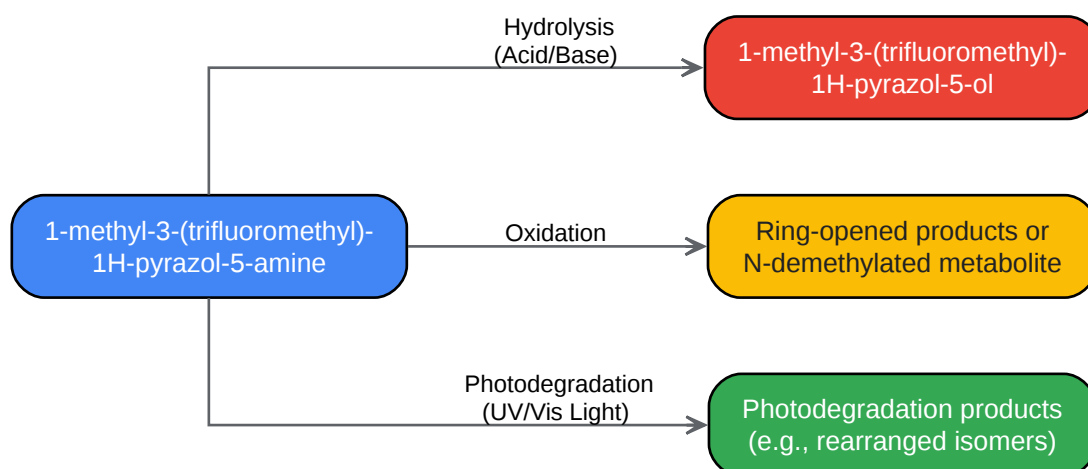 Hydrolysis
(Acid/Base)
1-methyl-3-(trifluoromethyl)-
1H-pyrazol-5-ol
1-methyl-3-(trifluoromethyl)-
1H-pyrazol-5-amine
Oxidation
Ring-opened products or
N-demethylated metabolite
Photodegradation
(UV/Vis Light)
Photodegradation products
(e.g., rearranged isomers)